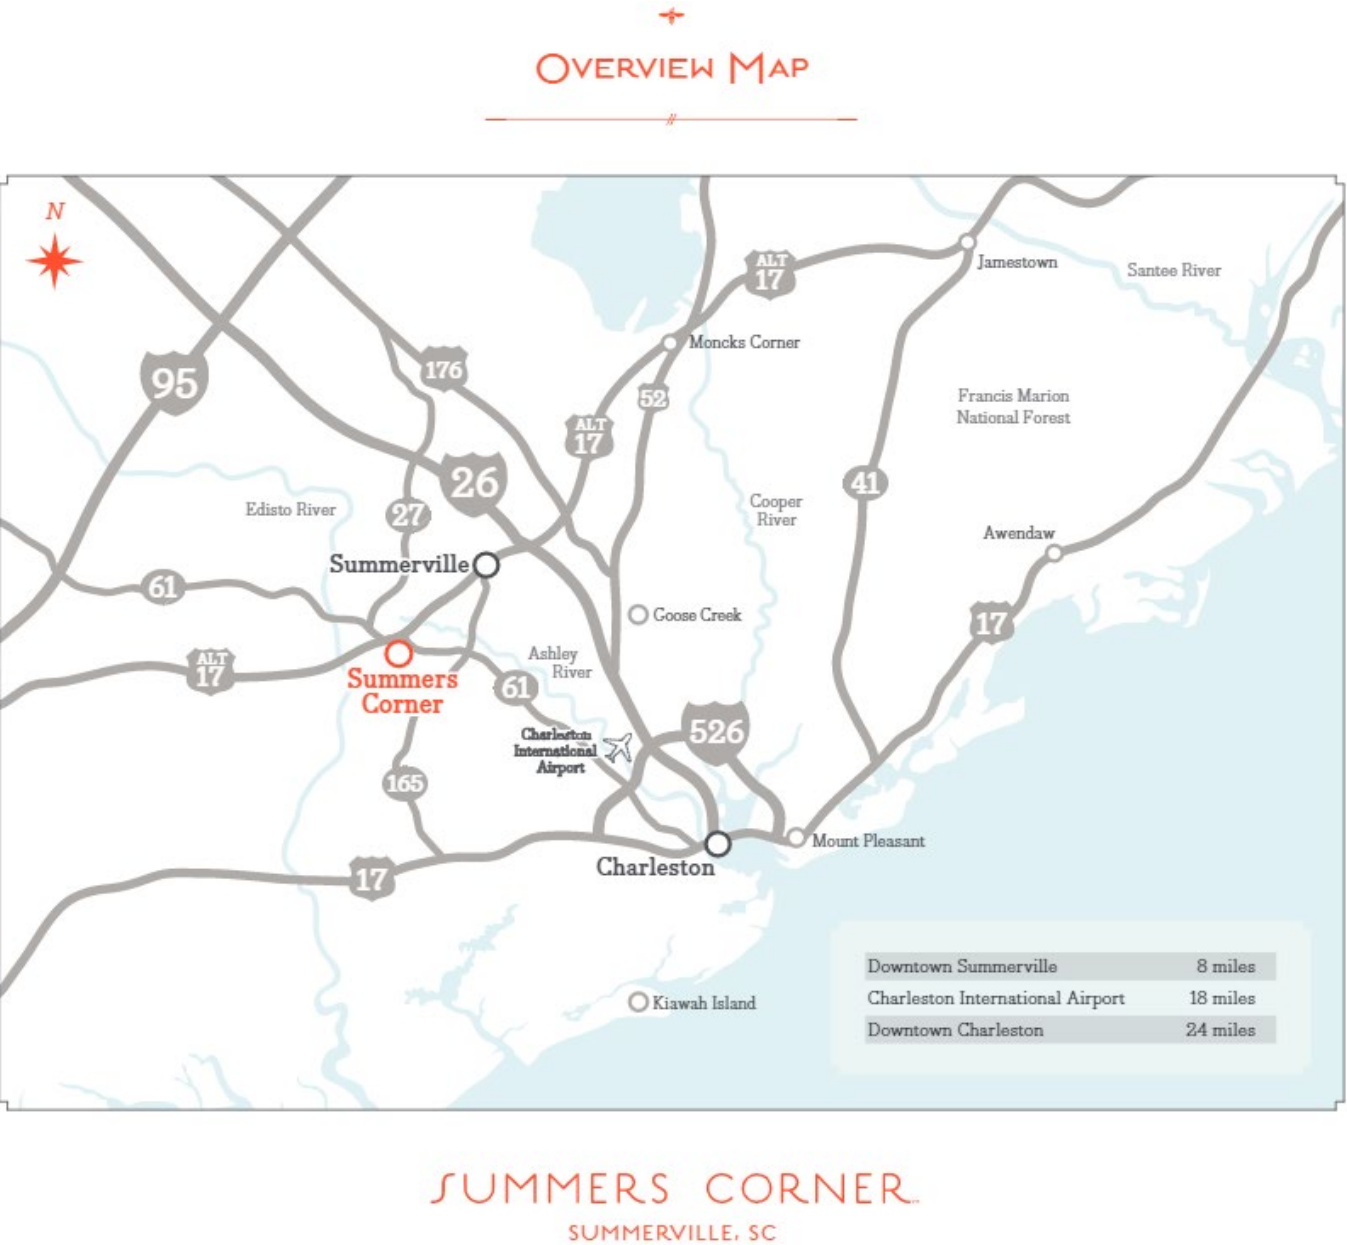 OVERVIEW MAP
N
ALT
17
Jamestown
Santee River
Moncks Corner
95
176
52
Francis Marion
National Forest
ALT
17
26
41
Cooper
River
Edisto River
27
Awendaw
Summerville
61
Goose Creek
17
Ashley
River
ALT
17
Summers
Corner
61
526
Charleston
International
Airport
165
Mount Pleasant
Charleston
17
Downtown Summerville 8 miles
Charleston International Airport 18 miles
Downtown Charleston 24 miles
Kiawah Island
SUMMERS CORNER
SUMMERVILLE, SC